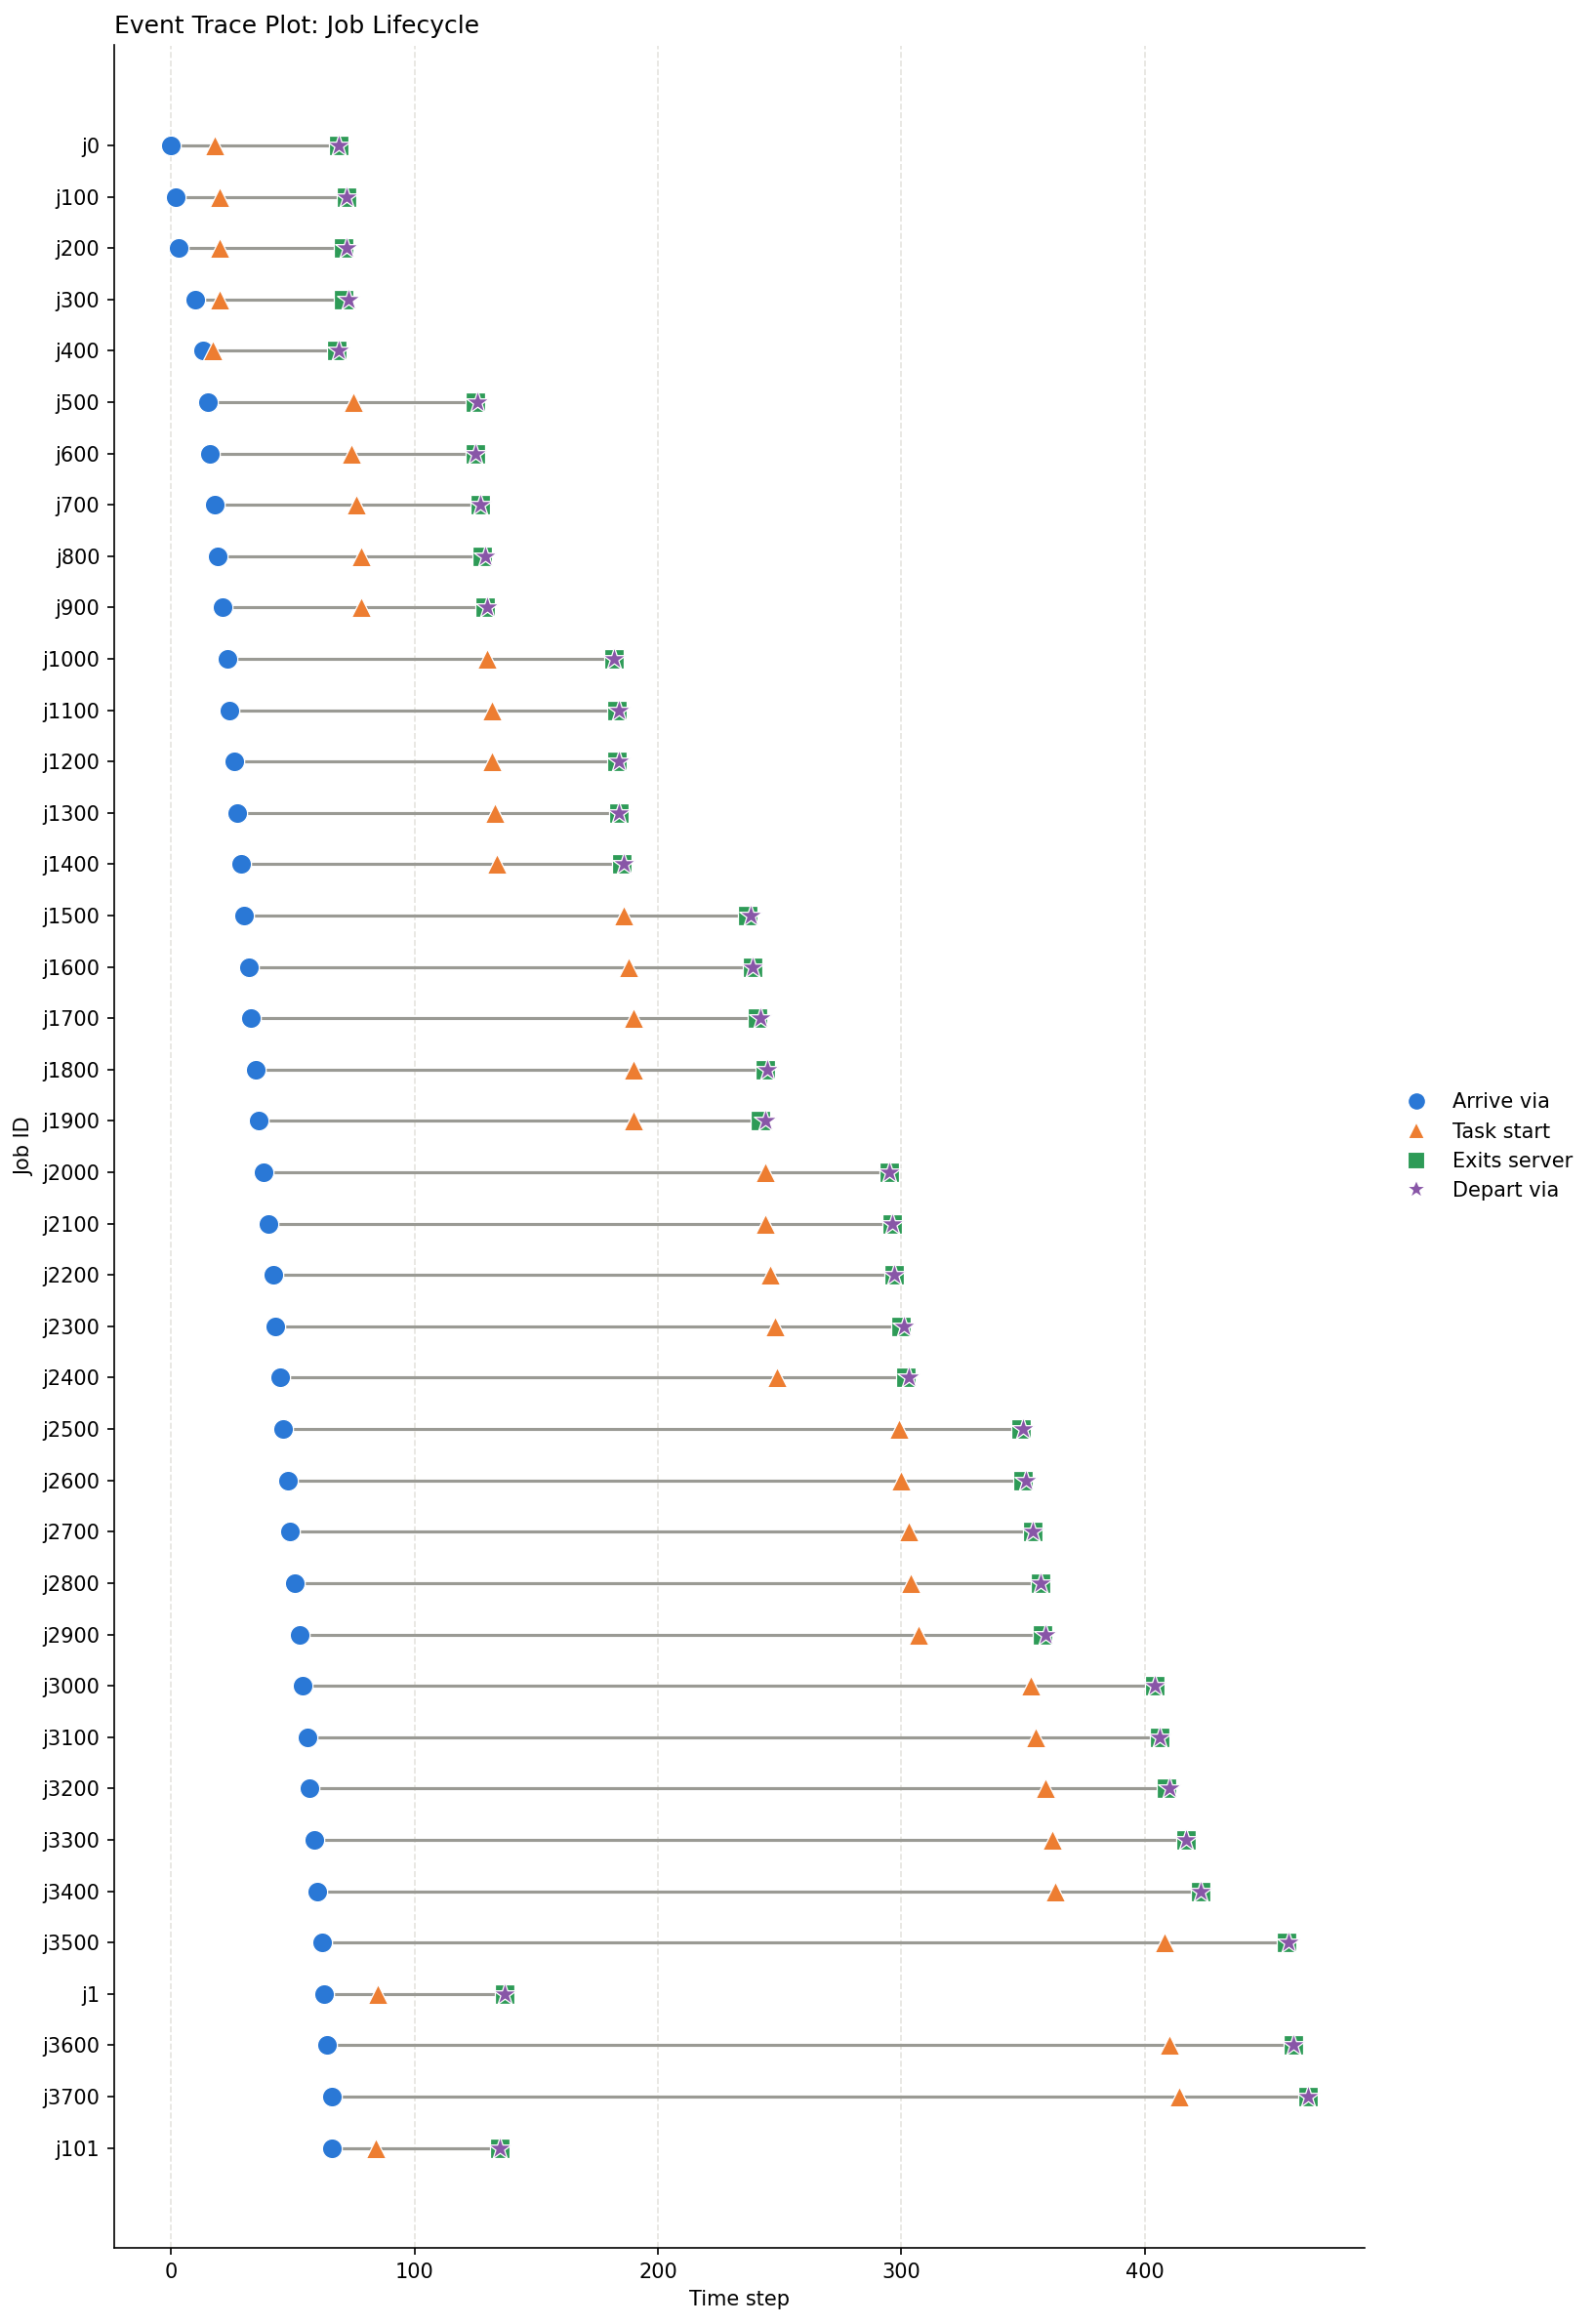 Event Trace Plot: Job Lifecycle
j0
j100
j200
j300
j400
j500
j600
j700
j800
j900
j1000
j1100
j1200
j1300
j1400
j1500
j1600
j1700
j1800
j1900
j2000
j2100
j2200
j2300
j2400
j2500
j2600
j2700
j2800
j2900
j3000
j3100
j3200
j3300
j3400
j3500
j1
j3600
j3700
j101
Job ID
0 100 200 300 400
Time step
Arrive via
Task start
Exits server
Depart via